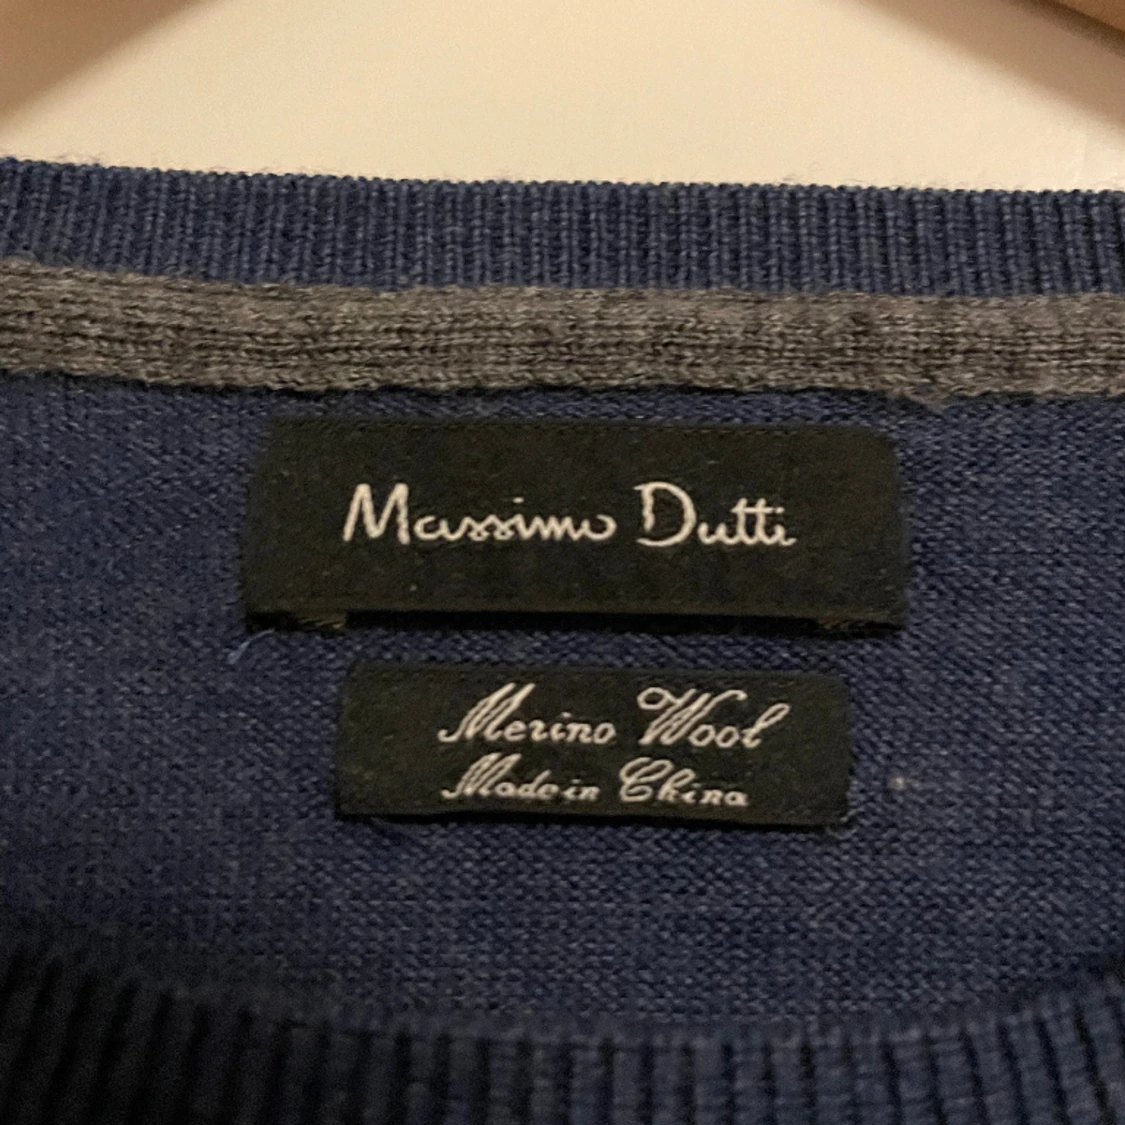 Massimo Dutti
Merino Wool
Made in China